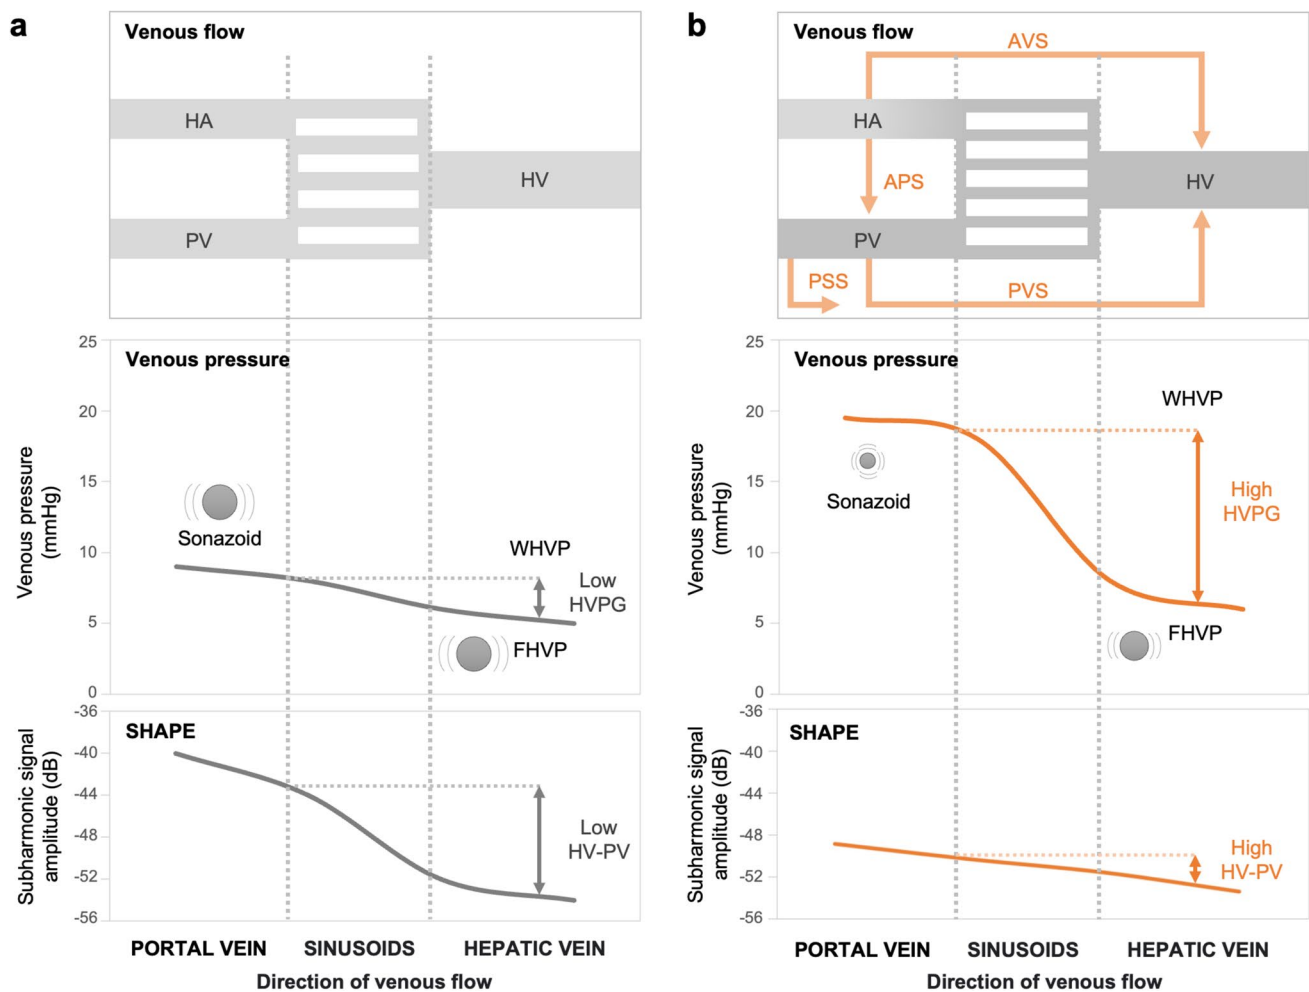 a
Venous flow
HA
HV
PV
Venous pressure
Venous pressure
(mmHg)
25
20
15
10
5
0
Sonazoid
WHVP
Low
HVPG
FHVP
SHAPE
Subharmonic signal
amplitude (dB)
-36
-40
-44
-48
-52
-56
Low
HV-PV
PORTAL VEIN
SINUSOIDS
HEPATIC VEIN
Direction of venous flow
b
Venous flow
AVS
HA
APS
HV
PV
PSS
PVS
Venous pressure
Venous pressure
(mmHg)
25
20
15
10
5
0
WHVP
Sonazoid
High
HVPG
FHVP
SHAPE
Subharmonic signal
amplitude (dB)
-36
-40
-44
-48
-52
-56
High
HV-PV
PORTAL VEIN
SINUSOIDS
HEPATIC VEIN
Direction of venous flow